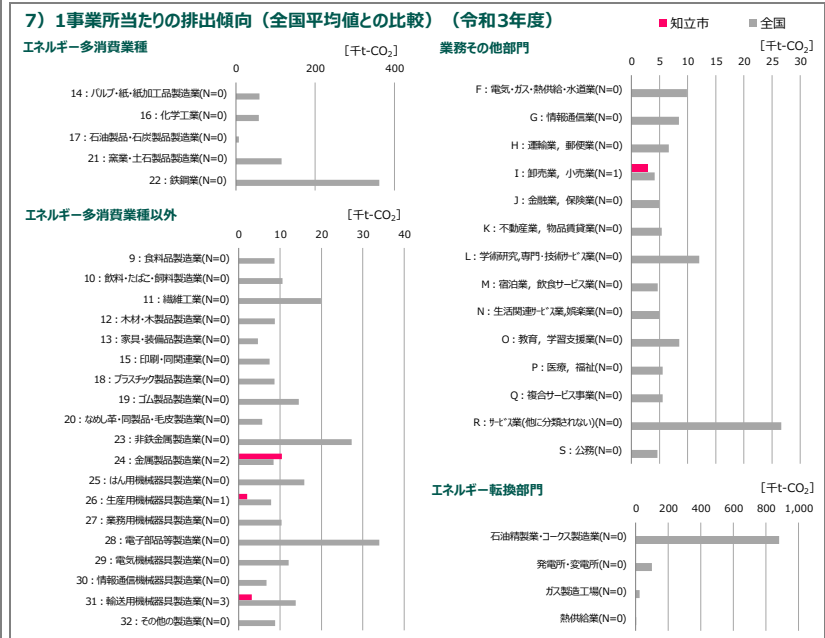 7）1事業所当たりの排出傾向（全国平均値との比較）（令和3年度）
知立市
全国
エネルギー多消費業種
［千t-CO₂］
0 200 400
14：パルプ・紙・紙加工品製造業(N=0)
16：化学工業(N=0)
17：石油製品・石炭製品製造業(N=0)
21：窯業・土石製品製造業(N=0)
22：鉄鋼業(N=0)
エネルギー多消費業種以外
［千t-CO₂］
0 10 20 30 40
9：食料品製造業(N=0)
10：飲料・たばこ・飼料製造業(N=0)
11：繊維工業(N=0)
12：木材・木製品製造業(N=0)
13：家具・装備品製造業(N=0)
15：印刷・同関連業(N=0)
18：プラスチック製品製造業(N=0)
19：ゴム製品製造業(N=0)
20：なめし革・同製品・毛皮製造業(N=0)
23：非鉄金属製造業(N=0)
24：金属製品製造業(N=2)
25：はん用機械器具製造業(N=0)
26：生産用機械器具製造業(N=1)
27：業務用機械器具製造業(N=0)
28：電子部品等製造業(N=0)
29：電気機械器具製造業(N=0)
30：情報通信機械器具製造業(N=0)
31：輸送用機械器具製造業(N=3)
32：その他の製造業(N=0)
業務その他部門
［千t-CO₂］
0 5 10 15 20 25 30
F：電気・ガス・熱供給・水道業(N=0)
G：情報通信業(N=0)
H：運輸業，郵便業(N=0)
I：卸売業，小売業(N=1)
J：金融業，保険業(N=0)
K：不動産業，物品賃貸業(N=0)
L：学術研究,専門・技術サービス業(N=0)
M：宿泊業，飲食サービス業(N=0)
N：生活関連サービス業,娯楽業(N=0)
O：教育，学習支援業(N=0)
P：医療，福祉(N=0)
Q：複合サービス事業(N=0)
R：サービス業(他に分類されない)(N=0)
S：公務(N=0)
エネルギー転換部門
［千t-CO₂］
0 200 400 600 800 1,000
石油精製業・コークス製造業(N=0)
発電所・変電所(N=0)
ガス製造工場(N=0)
熱供給業(N=0)